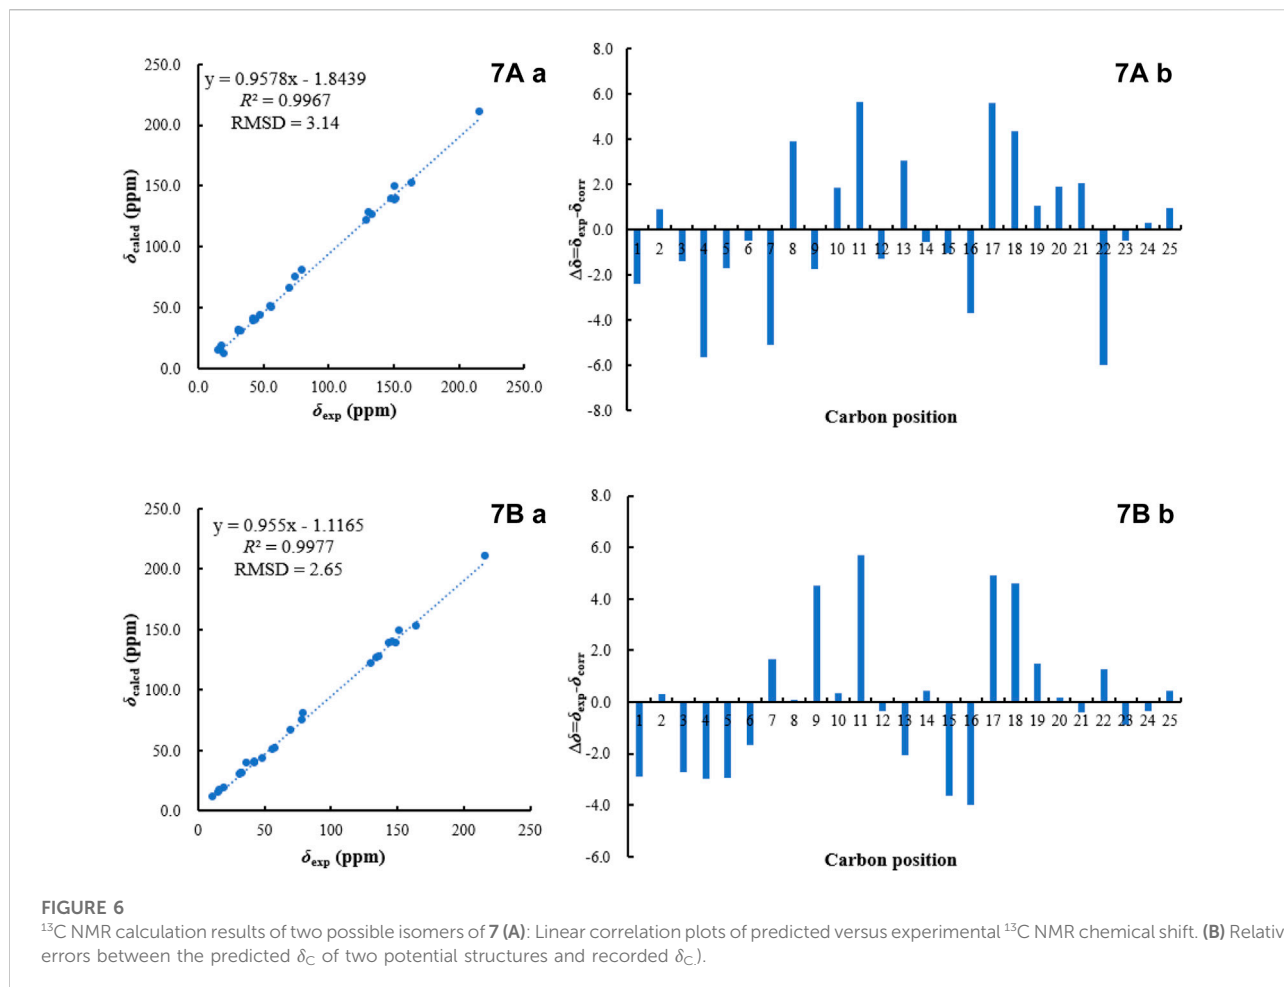 7A a
y = 0.9578x - 1.8439
R² = 0.9967
RMSD = 3.14
250.0
200.0
150.0
100.0
50.0
0.0
δcalcd (ppm)
0.0 50.0 100.0 150.0 200.0 250.0
δexp (ppm)
7A b
8.0
6.0
4.0
2.0
0.0
-2.0
-4.0
-6.0
-8.0
Δδ=δexp-δcorr
1 2 3 4 5 6 7 8 9 10 11 12 13 14 15 16 17 18 19 20 21 22 23 24 25
Carbon position
7B a
y = 0.955x - 1.1165
R² = 0.9977
RMSD = 2.65
250.0
200.0
150.0
100.0
50.0
0.0
δcalcd (ppm)
0 50 100 150 200 250
δexp (ppm)
7B b
8.0
6.0
4.0
2.0
0.0
-2.0
-4.0
-6.0
Δδ=δexp-δcorr
1 2 3 4 5 6 7 8 9 10 11 12 13 14 15 16 17 18 19 20 21 22 23 24 25
Carbon position
FIGURE 6
¹³C NMR calculation results of two possible isomers of 7 (A): Linear correlation plots of predicted versus experimental ¹³C NMR chemical shift. (B) Relativ
errors between the predicted δC of two potential structures and recorded δC.).